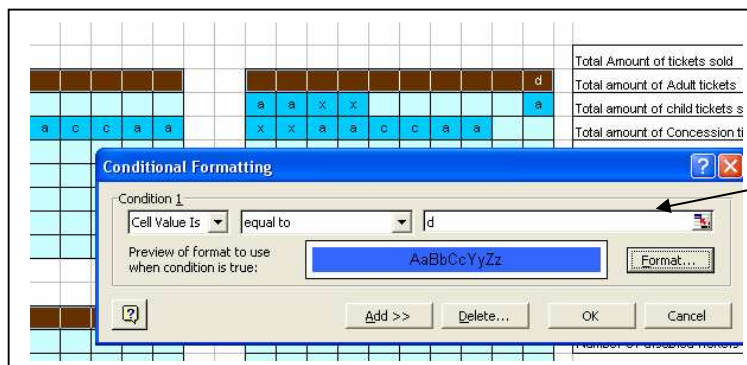 Total Amount of tickets sold
d
Total amount of Adult tickets
a a x x a
Total amount of child tickets s
a c c a a x x a a c c a a
Total amount of Concession ti
Conditional Formatting
Condition 1
Cell Value Is equal to d
Preview of format to use
when condition is true:
AaBbCcYyZz
Format...
Add >> Delete... OK Cancel